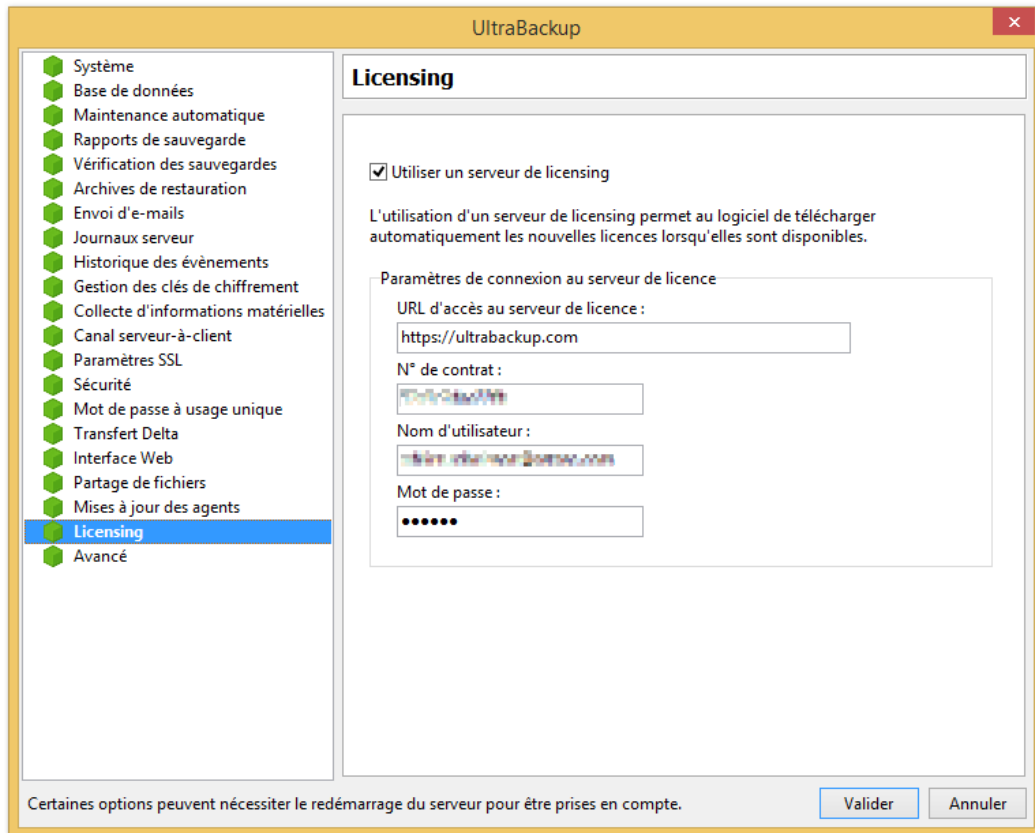 UltraBackup
Système
Base de données
Maintenance automatique
Rapports de sauvegarde
Vérification des sauvegardes
Archives de restauration
Envoi d'e-mails
Journaux serveur
Historique des évènements
Gestion des clés de chiffrement
Collecte d'informations matérielles
Canal serveur-à-client
Paramètres SSL
Sécurité
Mot de passe à usage unique
Transfert Delta
Interface Web
Partage de fichiers
Mises à jour des agents
Licensing
Avancé
Licensing
Utiliser un serveur de licensing
L'utilisation d'un serveur de licensing permet au logiciel de télécharger
automatiquement les nouvelles licences lorsqu'elles sont disponibles.
Paramètres de connexion au serveur de licence
URL d'accès au serveur de licence :
https://ultrabackup.com
N° de contrat :
Nom d'utilisateur :
Mot de passe :
●●●●●●
Certaines options peuvent nécessiter le redémarrage du serveur pour être prises en compte.
Valider
Annuler